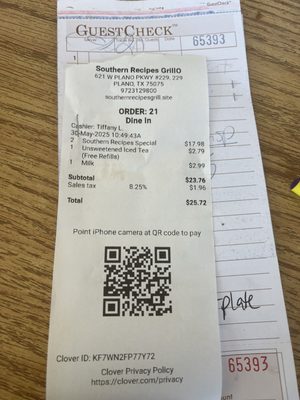 GuestCheck
GUESTCHECK™
65393
Southern Recipes GrillO
621 W PLANO PKWY #229, 229
PLANO, TX 75075
9723129800
southernrecipesgrill.site
ORDER: 21
Dine In
Cashier: Tiffany L.
30-May-2025 10:49:43A
2 Southern Recipes Special $17.98
1 Unsweetened Iced Tea $2.79
(Free Refills)
1 Milk $2.99
Subtotal $23.76
Sales tax 8.25% $1.96
Total $25.72
Point iPhone camera at QR code to pay
plate
Clover ID: KF7WN2FP77Y72
65393
Clover Privacy Policy
https://clover.com/privacy